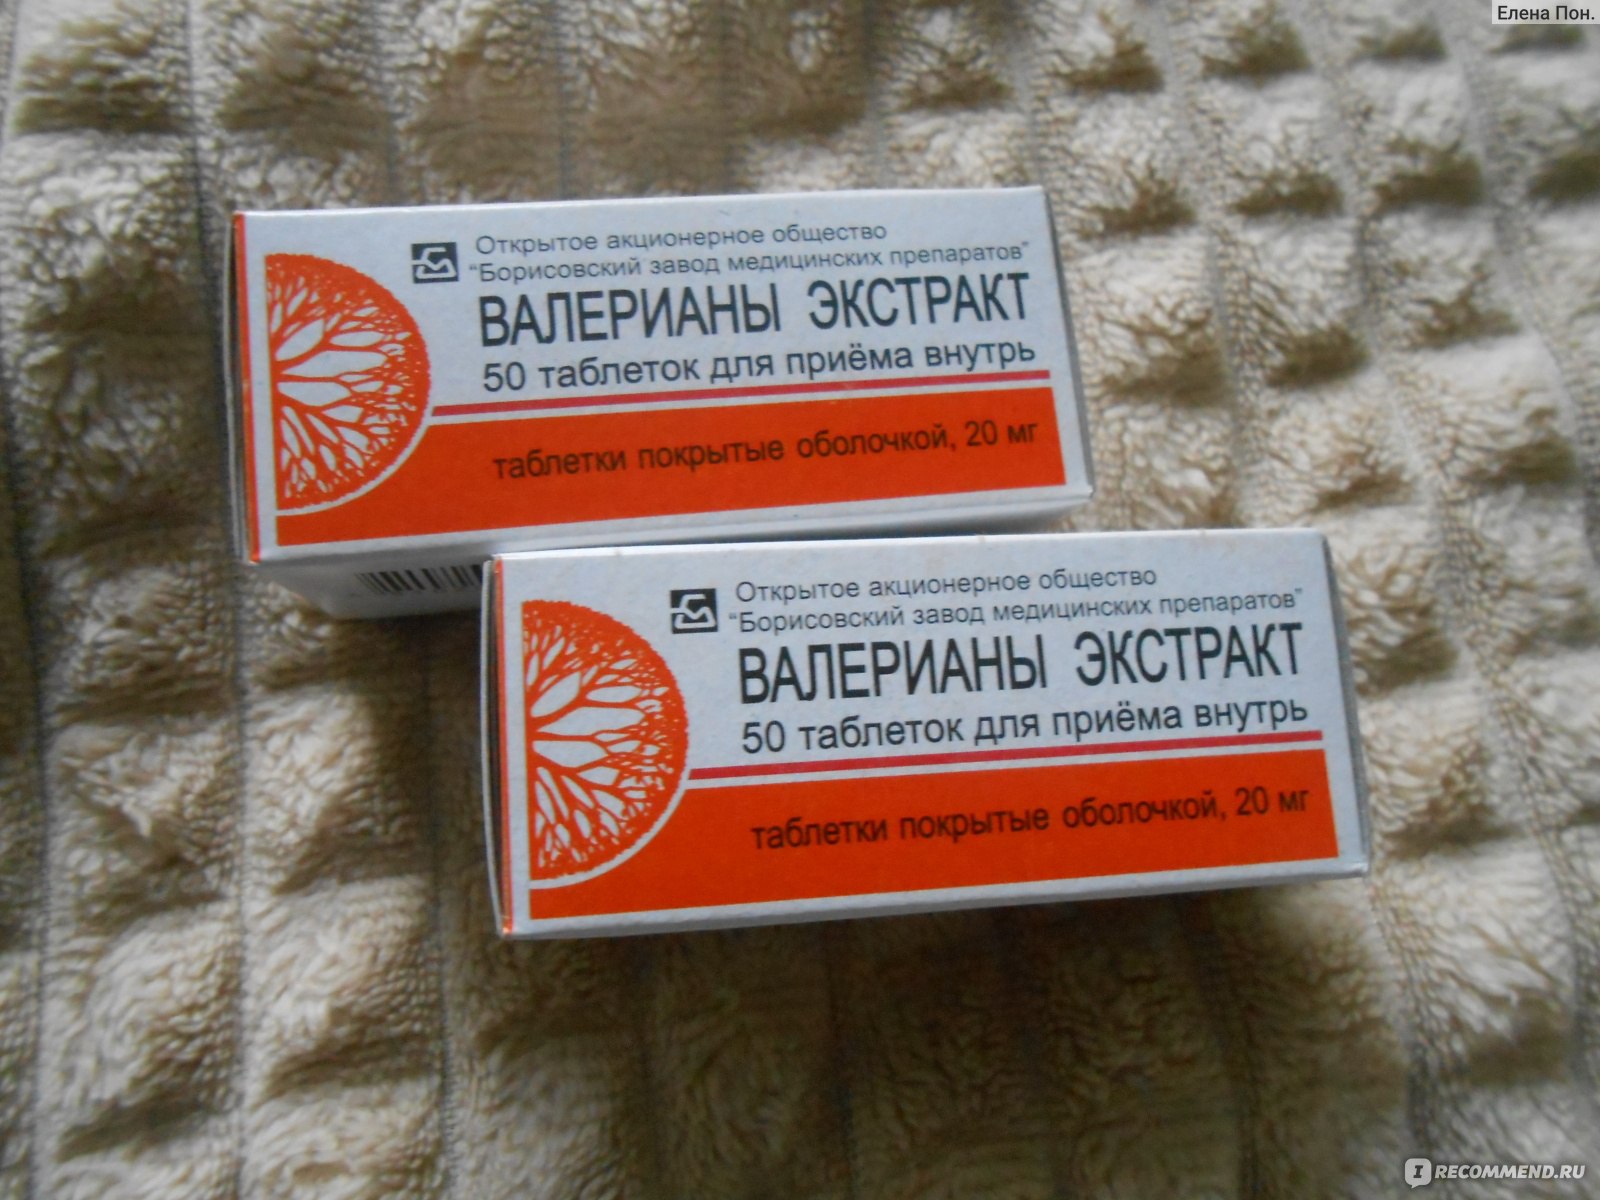 Елена Пон.
Открытое акционерное общество
"Борисовский завод медицинских препаратов"
ВАЛЕРИАНЫ ЭКСТРАКТ
50 таблеток для приёма внутрь
таблетки покрытые оболочкой, 20 мг
Открытое акционерное общество
"Борисовский завод медицинских препаратов"
ВАЛЕРИАНЫ ЭКСТРАКТ
50 таблеток для приёма внутрь
таблетки покрытые оболочкой, 20 мг
IRECOMMEND.RU